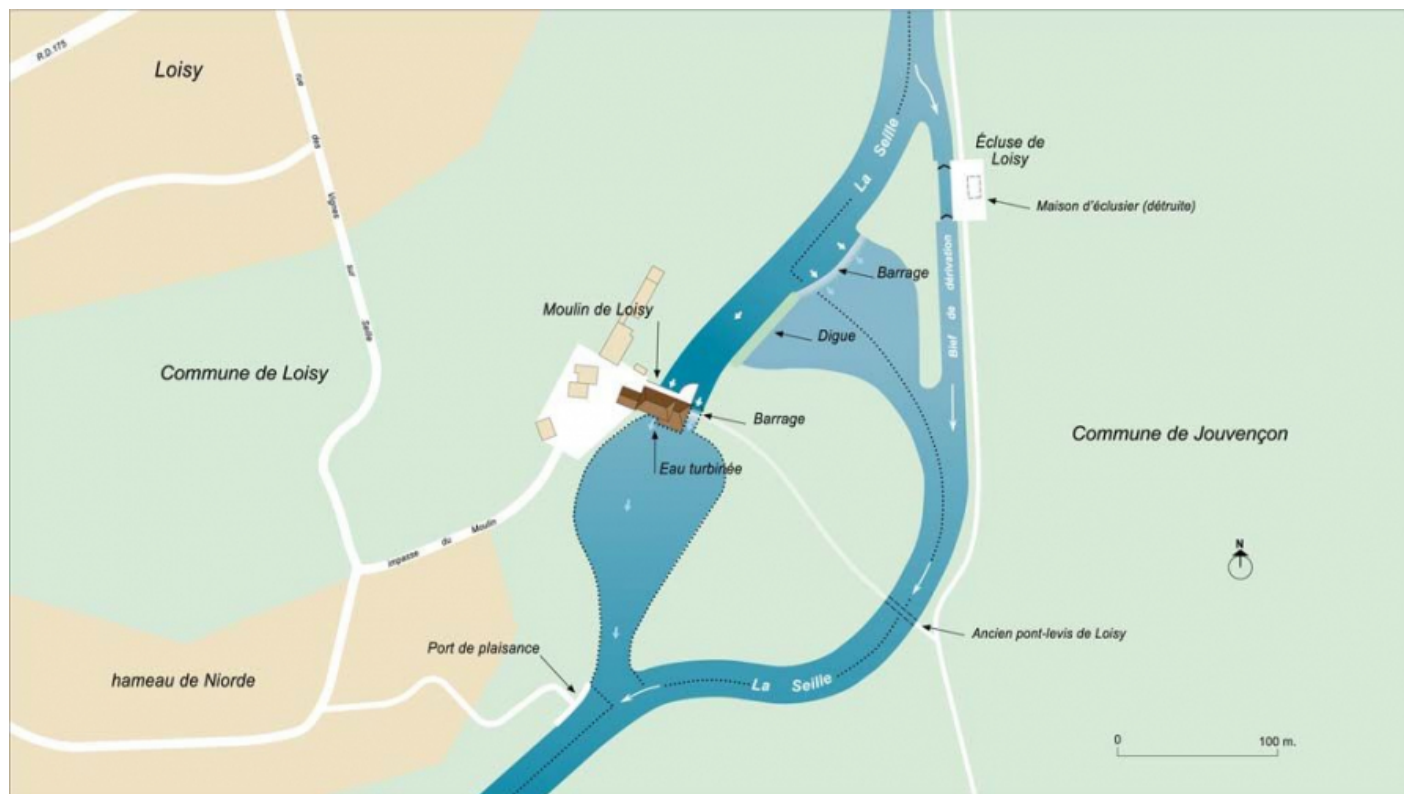 R.D.175
Loisy
rue des Vignes sur Seille
La Seille
Écluse de
Loisy
Maison d'éclusier (détruite)
Bief de dérivation
Barrage
Moulin de Loisy
Digue
Commune de Loisy
Barrage
Commune de Jouvençon
Eau turbinée
impasse du Moulin
N
Ancien pont-levis de Loisy
Port de plaisance
hameau de Niorde
La Seille
0 100 m.